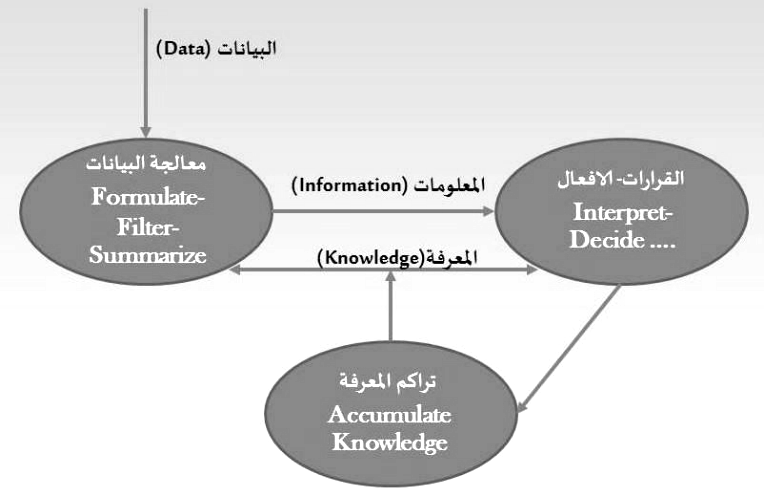 البيانات (Data)
معالجة البيانات
Formulate-
Filter-
Summarize
المعلومات (Information)
القرارات- الافعال
Interpret-
Decide ....
المعرفة(Knowledge)
تراكم المعرفة
Accumulate
Knowledge